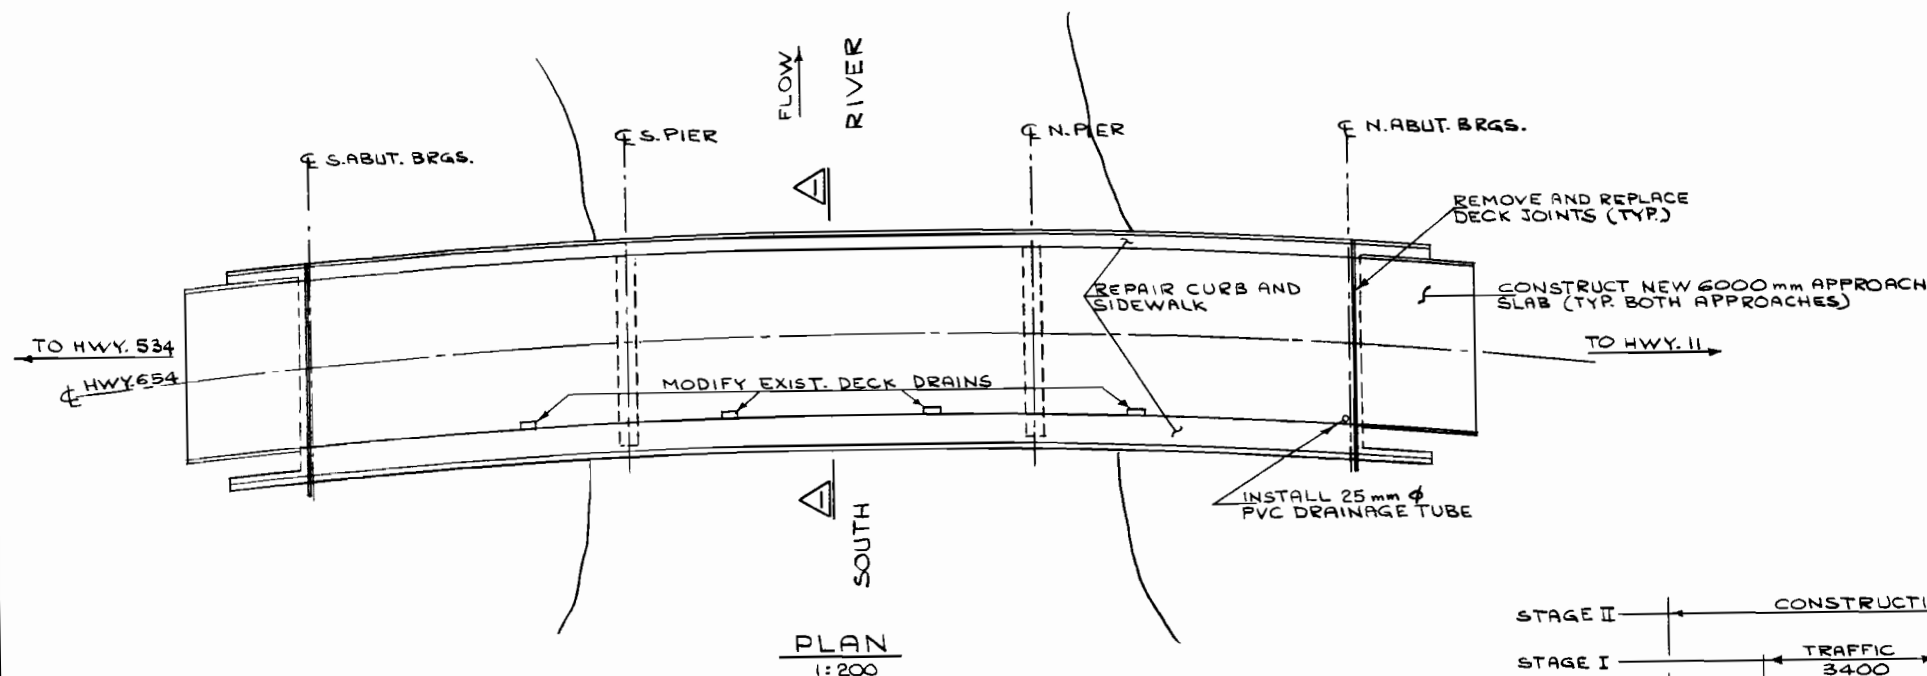 FLOW
RIVER
℄ S.PIER
℄ N.PIER
℄ N.ABUT. BRGS.
℄ S.ABUT. BRGS.
1
REMOVE AND REPLACE
DECK JOINTS (TYP.)
REPAIR CURB AND
SIDEWALK
CONSTRUCT NEW 6000 mm APPROACH
SLAB (TYP. BOTH APPROACHES)
TO HWY. 534
TO HWY. 11
℄ HWY.654
MODIFY EXIST. DECK DRAINS
1
INSTALL 25 mm ϕ
PVC DRAINAGE TUBE
SOUTH
PLAN
1:200
STAGE II
CONSTRUCTI
STAGE I
TRAFFIC
3400